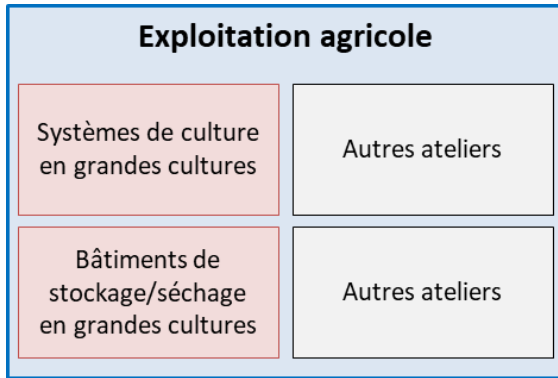 Exploitation agricole
Systèmes de culture
en grandes cultures
Autres ateliers
Bâtiments de
stockage/séchage
en grandes cultures
Autres ateliers